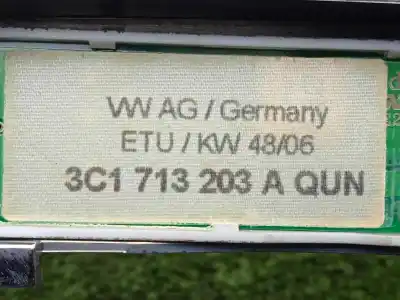 VW AG / Germany
ETU / KW 48/06
3C1 713 203 A QUN